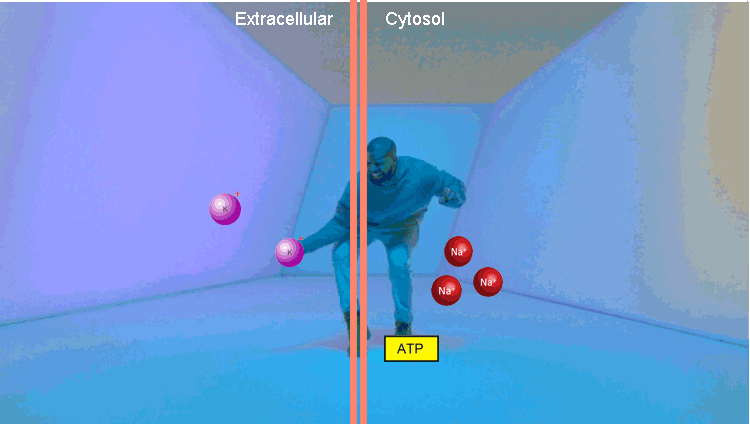 Extracellular
Cytosol
K+
K+
Na+
Na+
Na+
ATP